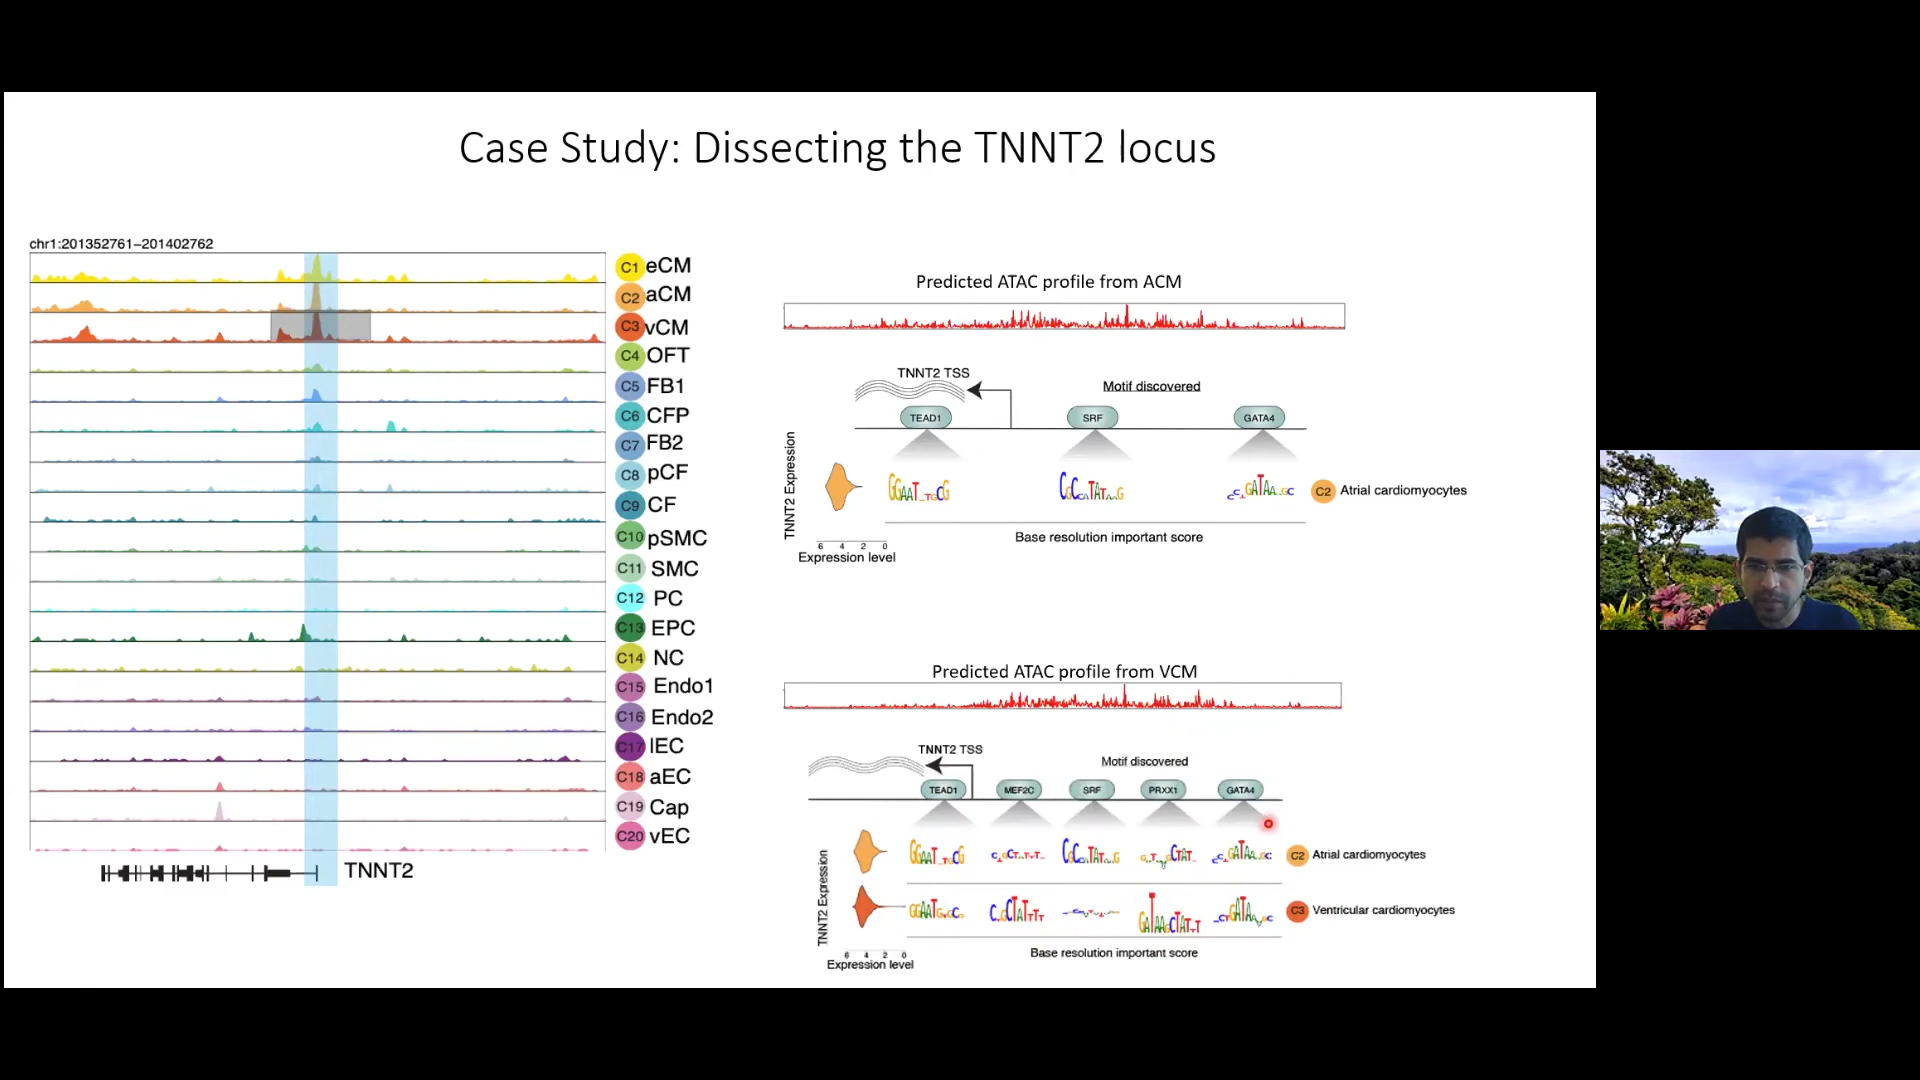 Case Study: Dissecting the TNNT2 locus
chr1:201352761–201402762
C1 eCM
C2 aCM
C3 vCM
C4 OFT
C5 FB1
C6 CFP
C7 FB2
C8 pCF
C9 CF
C10 pSMC
C11 SMC
C12 PC
C13 EPC
C14 NC
C15 Endo1
C16 Endo2
C17 lEC
C18 aEC
C19 Cap
C20 vEC
TNNT2
Predicted ATAC profile from ACM
TNNT2 TSS
Motif discovered
TEAD1 SRF GATA4
TNNT2 Expression
C2 Atrial cardiomyocytes
Base resolution important score
6 4 2 0
Expression level
Predicted ATAC profile from VCM
TNNT2 TSS
Motif discovered
TEAD1 MEF2C SRF PRXX1 GATA4
TNNT2 Expression
C2 Atrial cardiomyocytes
C3 Ventricular cardiomyocytes
Base resolution important score
6 4 2 0
Expression level